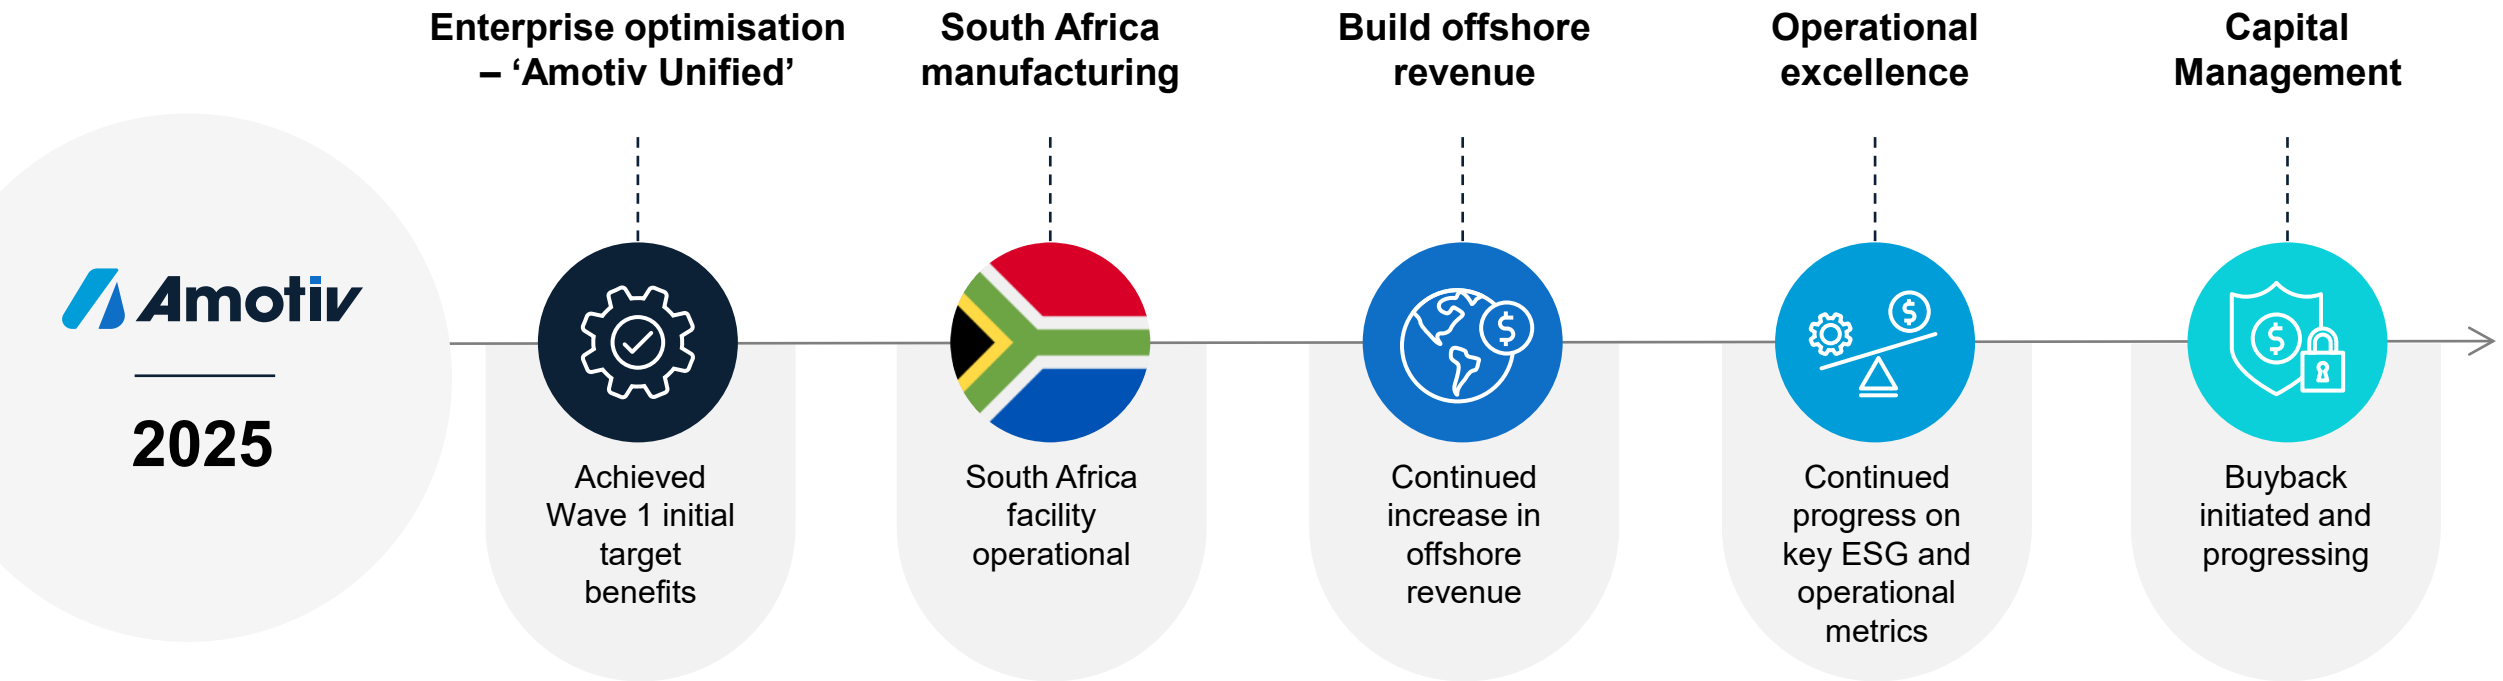 Enterprise optimisation
– ‘Amotiv Unified’
South Africa
manufacturing
Build offshore
revenue
Operational
excellence
Capital
Management
Amotiv
2025
$
$
$
Achieved
Wave 1 initial
target
benefits
South Africa
facility
operational
Continued
increase in
offshore
revenue
Continued
progress on
key ESG and
operational
metrics
Buyback
initiated and
progressing